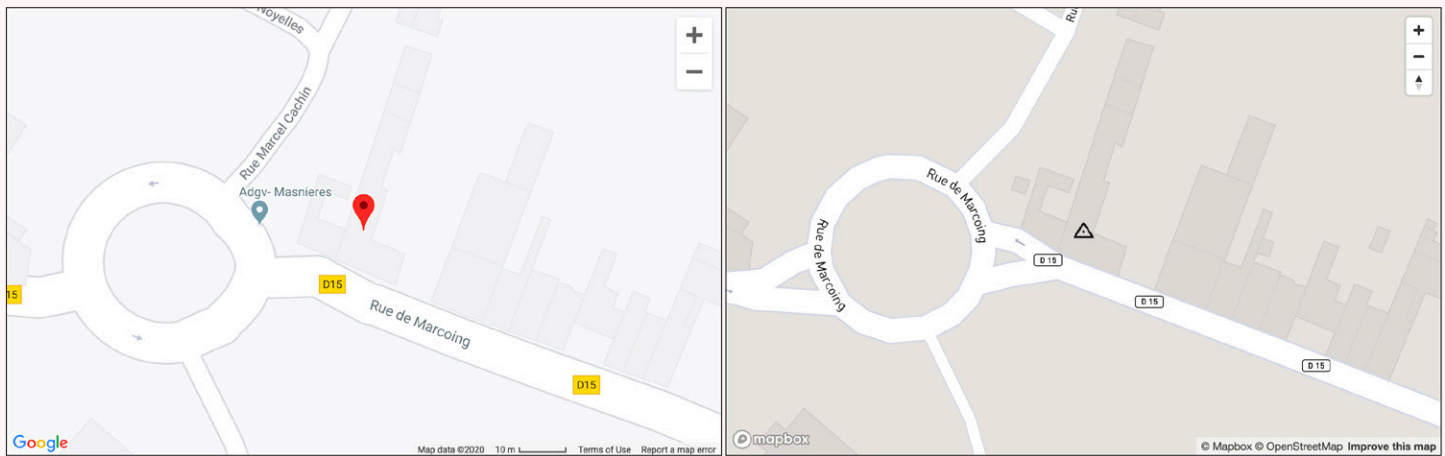 Noyelles
+
−
Rue Marcel Cachin
Adgv- Masnieres
D15
15
Rue de Marcoing
D15
Google
Map data ©2020 10 m Terms of Use Report a map error
+
−
Rue de Marcoing
Rue de Marcoing
D 15
D 15
D 15
mapbox
© Mapbox © OpenStreetMap Improve this map